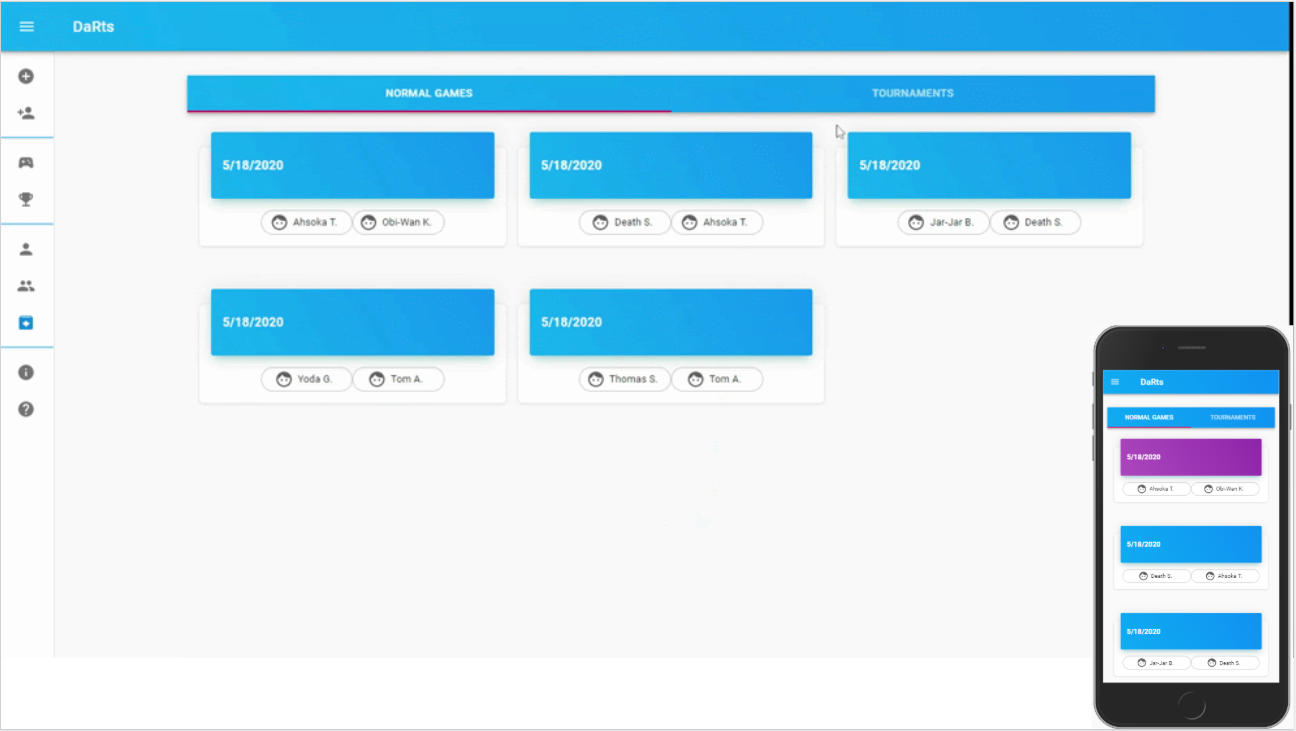 DaRts
NORMAL GAMES TOURNAMENTS
5/18/2020 5/18/2020 5/18/2020
Ahsoka T. Obi-Wan K. Death S. Ahsoka T. Jar-Jar B. Death S.
5/18/2020 5/18/2020
Yoda G. Tom A. Thomas S. Tom A.
DaRts
NORMAL GAMES TOURNAMENTS
5/18/2020
Ahsoka T. Obi-Wan K.
5/18/2020
Death S. Ahsoka T.
5/18/2020
Jar-Jar B. Death S.